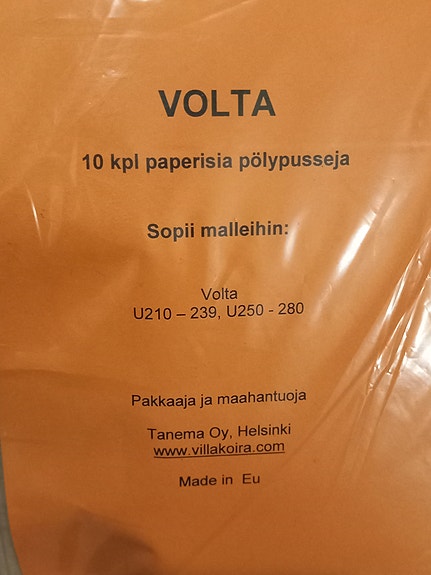 VOLTA
10 kpl paperisia pölypusseja
Sopii malleihin:
Volta
U210 – 239, U250 - 280
Pakkaaja ja maahantuoja
Tanema Oy, Helsinki
www.villakoira.com
Made in Eu